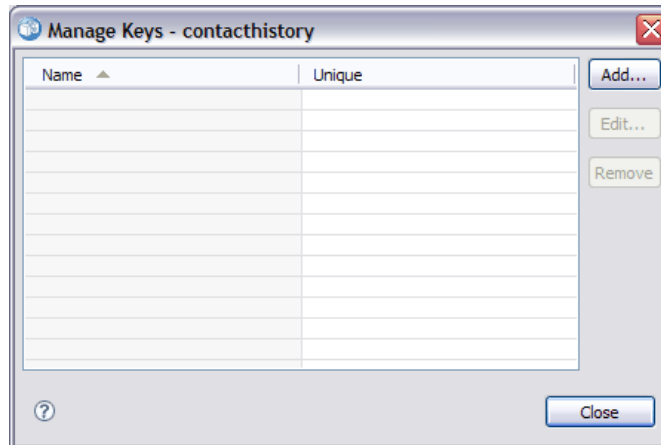 Manage Keys - contacthistory
Name Unique
Add...
Edit...
Remove
?
Close